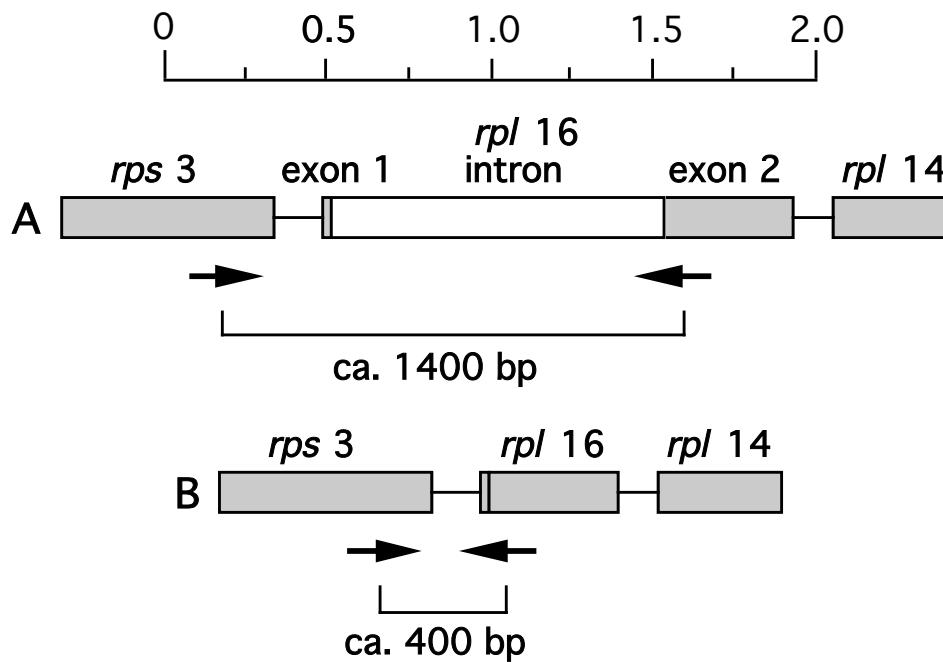 0 0.5 1.0 1.5 2.0
rpl 16
rps 3 exon 1 intron exon 2 rpl 14
A
ca. 1400 bp
rps 3 rpl 16 rpl 14
B
ca. 400 bp